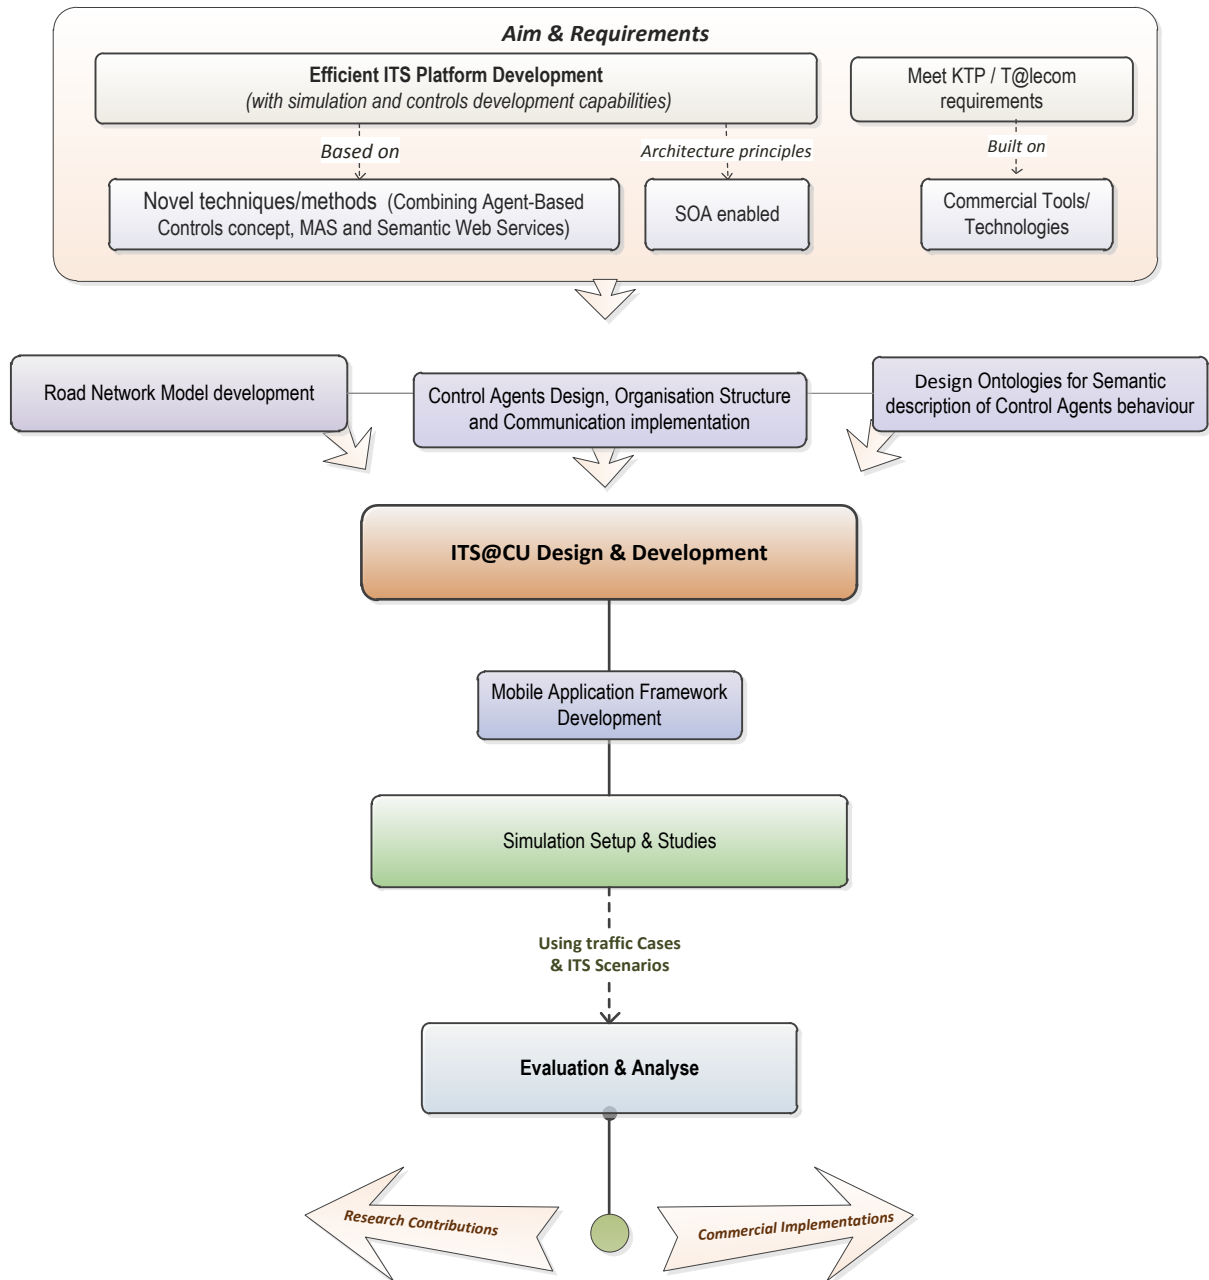 Aim & Requirements
Efficient ITS Platform Development
(with simulation and controls development capabilities)
Meet KTP / T@lecom
requirements
Based on
Architecture principles
Built on
Novel techniques/methods (Combining Agent-Based
Controls concept, MAS and Semantic Web Services)
SOA enabled
Commercial Tools/
Technologies
Road Network Model development
Control Agents Design, Organisation Structure
and Communication implementation
Design Ontologies for Semantic
description of Control Agents behaviour
ITS@CU Design & Development
Mobile Application Framework
Development
Simulation Setup & Studies
Using traffic Cases
& ITS Scenarios
Evaluation & Analyse
Research Contributions
Commercial Implementations